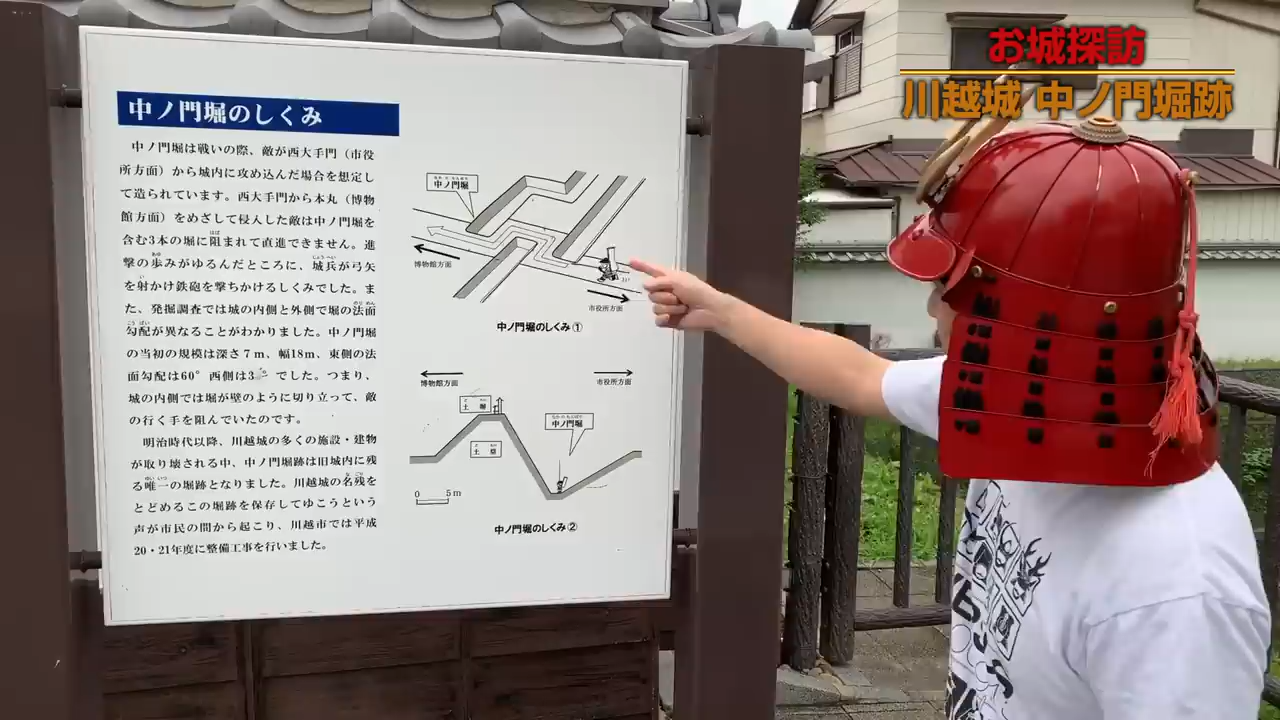 お城探訪
川越城 中ノ門堀跡
中ノ門堀のしくみ
中ノ門堀は戦いの際、敵が西大手門（市役
所方面）から城内に攻め込んだ場合を想定し
て造られています。西大手門から本丸（博物
館方面）をめざして侵入した敵は中ノ門堀を
含む3本の堀に阻まれて直進できません。進
撃の歩みがゆるんだところに、城兵が弓矢
を射かけ鉄砲を撃ちかけるしくみでした。ま
た、発掘調査では城の内側と外側で堀の法面
勾配が異なることがわかりました。中ノ門堀
の当初の規模は深さ7m、幅18m、東側の法
面勾配は60°西側は3 でした。つまり、
城の内側では堀が壁のように切り立って、敵
の行く手を阻んでいたのです。
明治時代以降、川越城の多くの施設・建物
が取り壊される中、中ノ門堀跡は旧城内に残
る唯一の堀跡となりました。川越城の名残を
とどめるこの堀跡を保存してゆこうという
声が市民の間から起こり、川越市では平成
20・21年度に整備工事を行いました。
中ノ門堀
博物館方面
市役所方面
中ノ門堀のしくみ①
博物館方面
市役所方面
土塀
中ノ門堀
土塁
0 5m
中ノ門堀のしくみ②